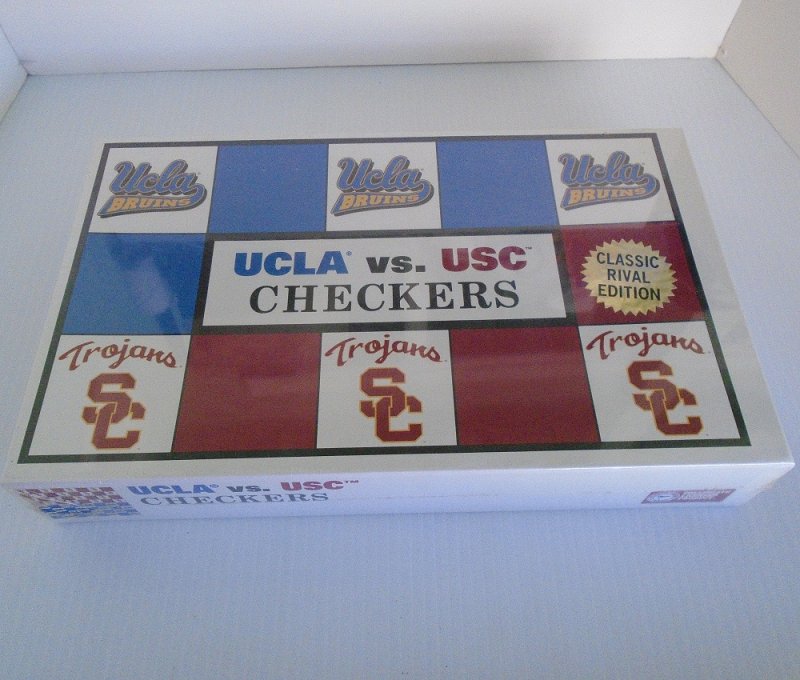 Ucla Ucla Ucla
BRUINS BRUINS BRUINS
UCLA® vs. USC™
CHECKERS
CLASSIC
RIVAL
EDITION
Trojans Trojans Trojans
SC SC SC
UCLA® vs. USC™
CHECKERS